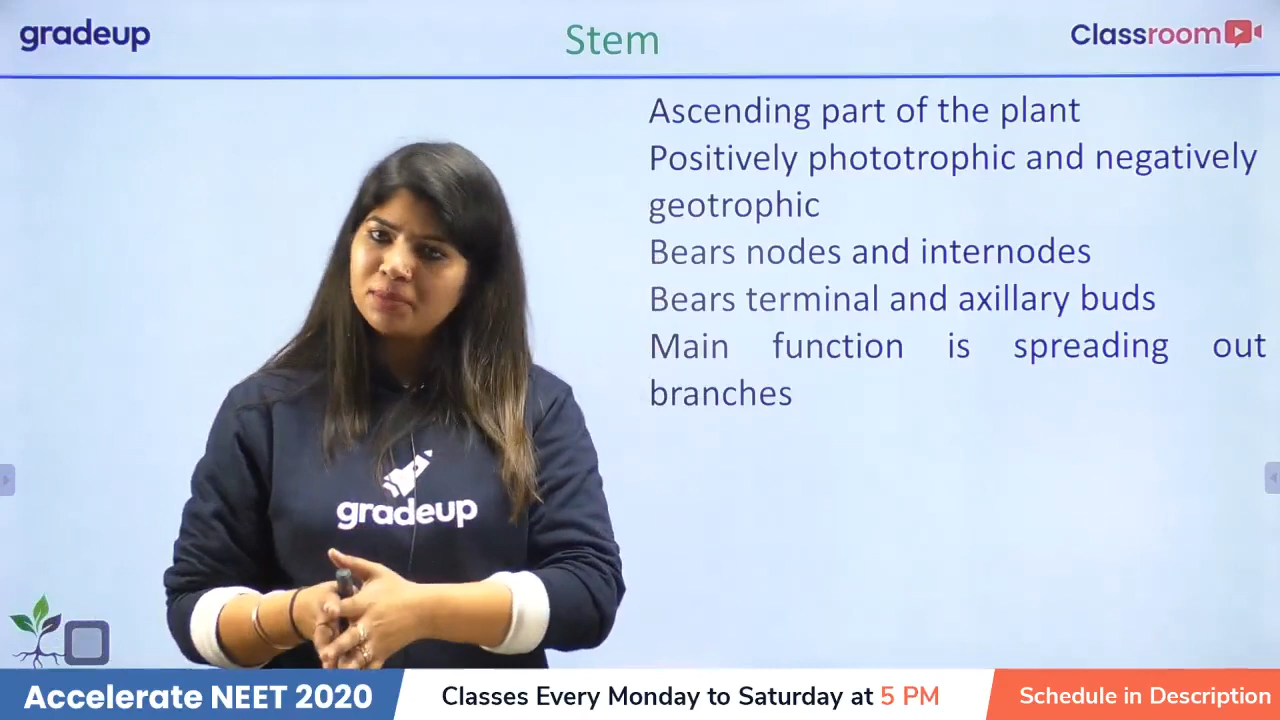 gradeup
Stem
Classroom
Ascending part of the plant
Positively phototrophic and negatively
geotrophic
Bears nodes and internodes
Bears terminal and axillary buds
Main function is spreading out
branches
gradeup
Accelerate NEET 2020
Classes Every Monday to Saturday at 5 PM
Schedule in Description